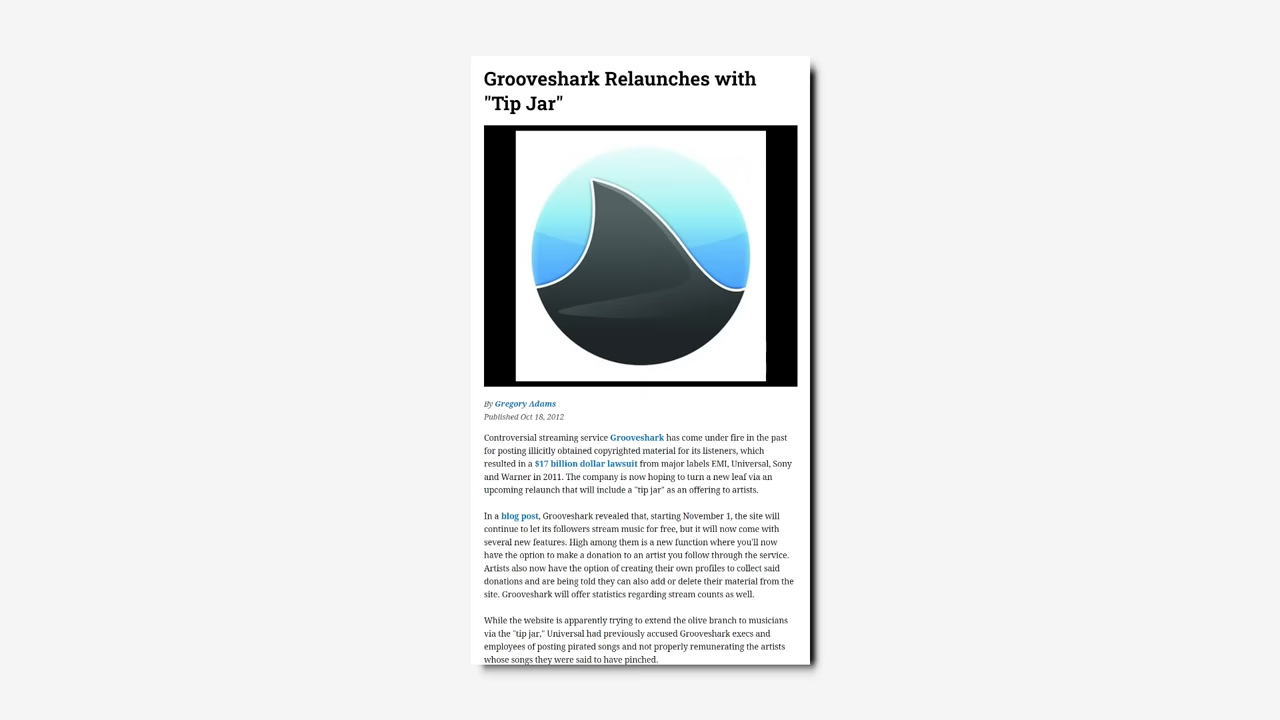 Grooveshark Relaunches with
"Tip Jar"
By Gregory Adams
Published Oct 18, 2012
Controversial streaming service Grooveshark has come under fire in the past
for posting illicitly obtained copyrighted material for its listeners, which
resulted in a $17 billion dollar lawsuit from major labels EMI, Universal, Sony
and Warner in 2011. The company is now hoping to turn a new leaf via an
upcoming relaunch that will include a "tip jar" as an offering to artists.
In a blog post, Grooveshark revealed that, starting November 1, the site will
continue to let its followers stream music for free, but it will now come with
several new features. High among them is a new function where you'll now
have the option to make a donation to an artist you follow through the service.
Artists also now have the option of creating their own profiles to collect said
donations and are being told they can also add or delete their material from the
site. Grooveshark will offer statistics regarding stream counts as well.
While the website is apparently trying to extend the olive branch to musicians
via the "tip jar," Universal had previously accused Grooveshark execs and
employees of posting pirated songs and not properly remunerating the artists
whose songs they were said to have pinched.